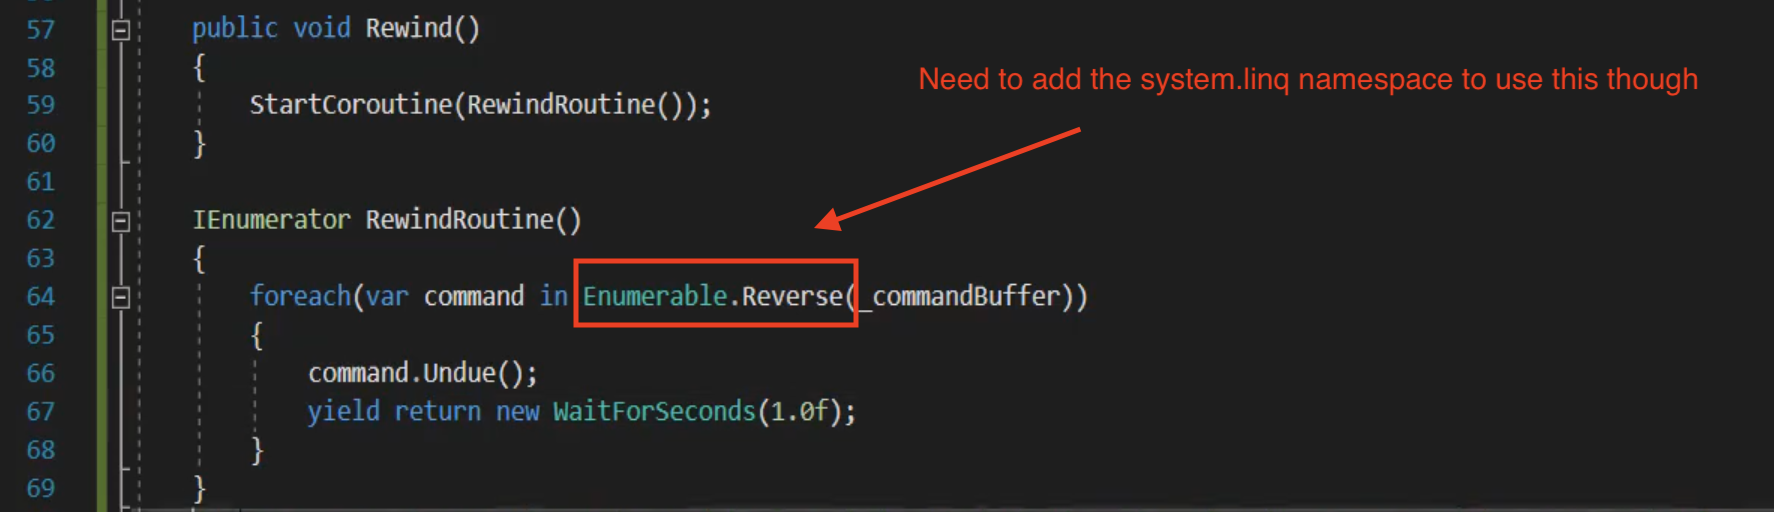 57 public void Rewind()
58 {
Need to add the system.linq namespace to use this though
59 StartCoroutine(RewindRoutine());
60 }
61
62 IEnumerator RewindRoutine()
63 {
64 foreach(var command in Enumerable.Reverse(_commandBuffer))
65 {
66 command.Undue();
67 yield return new WaitForSeconds(1.0f);
68 }
69 }